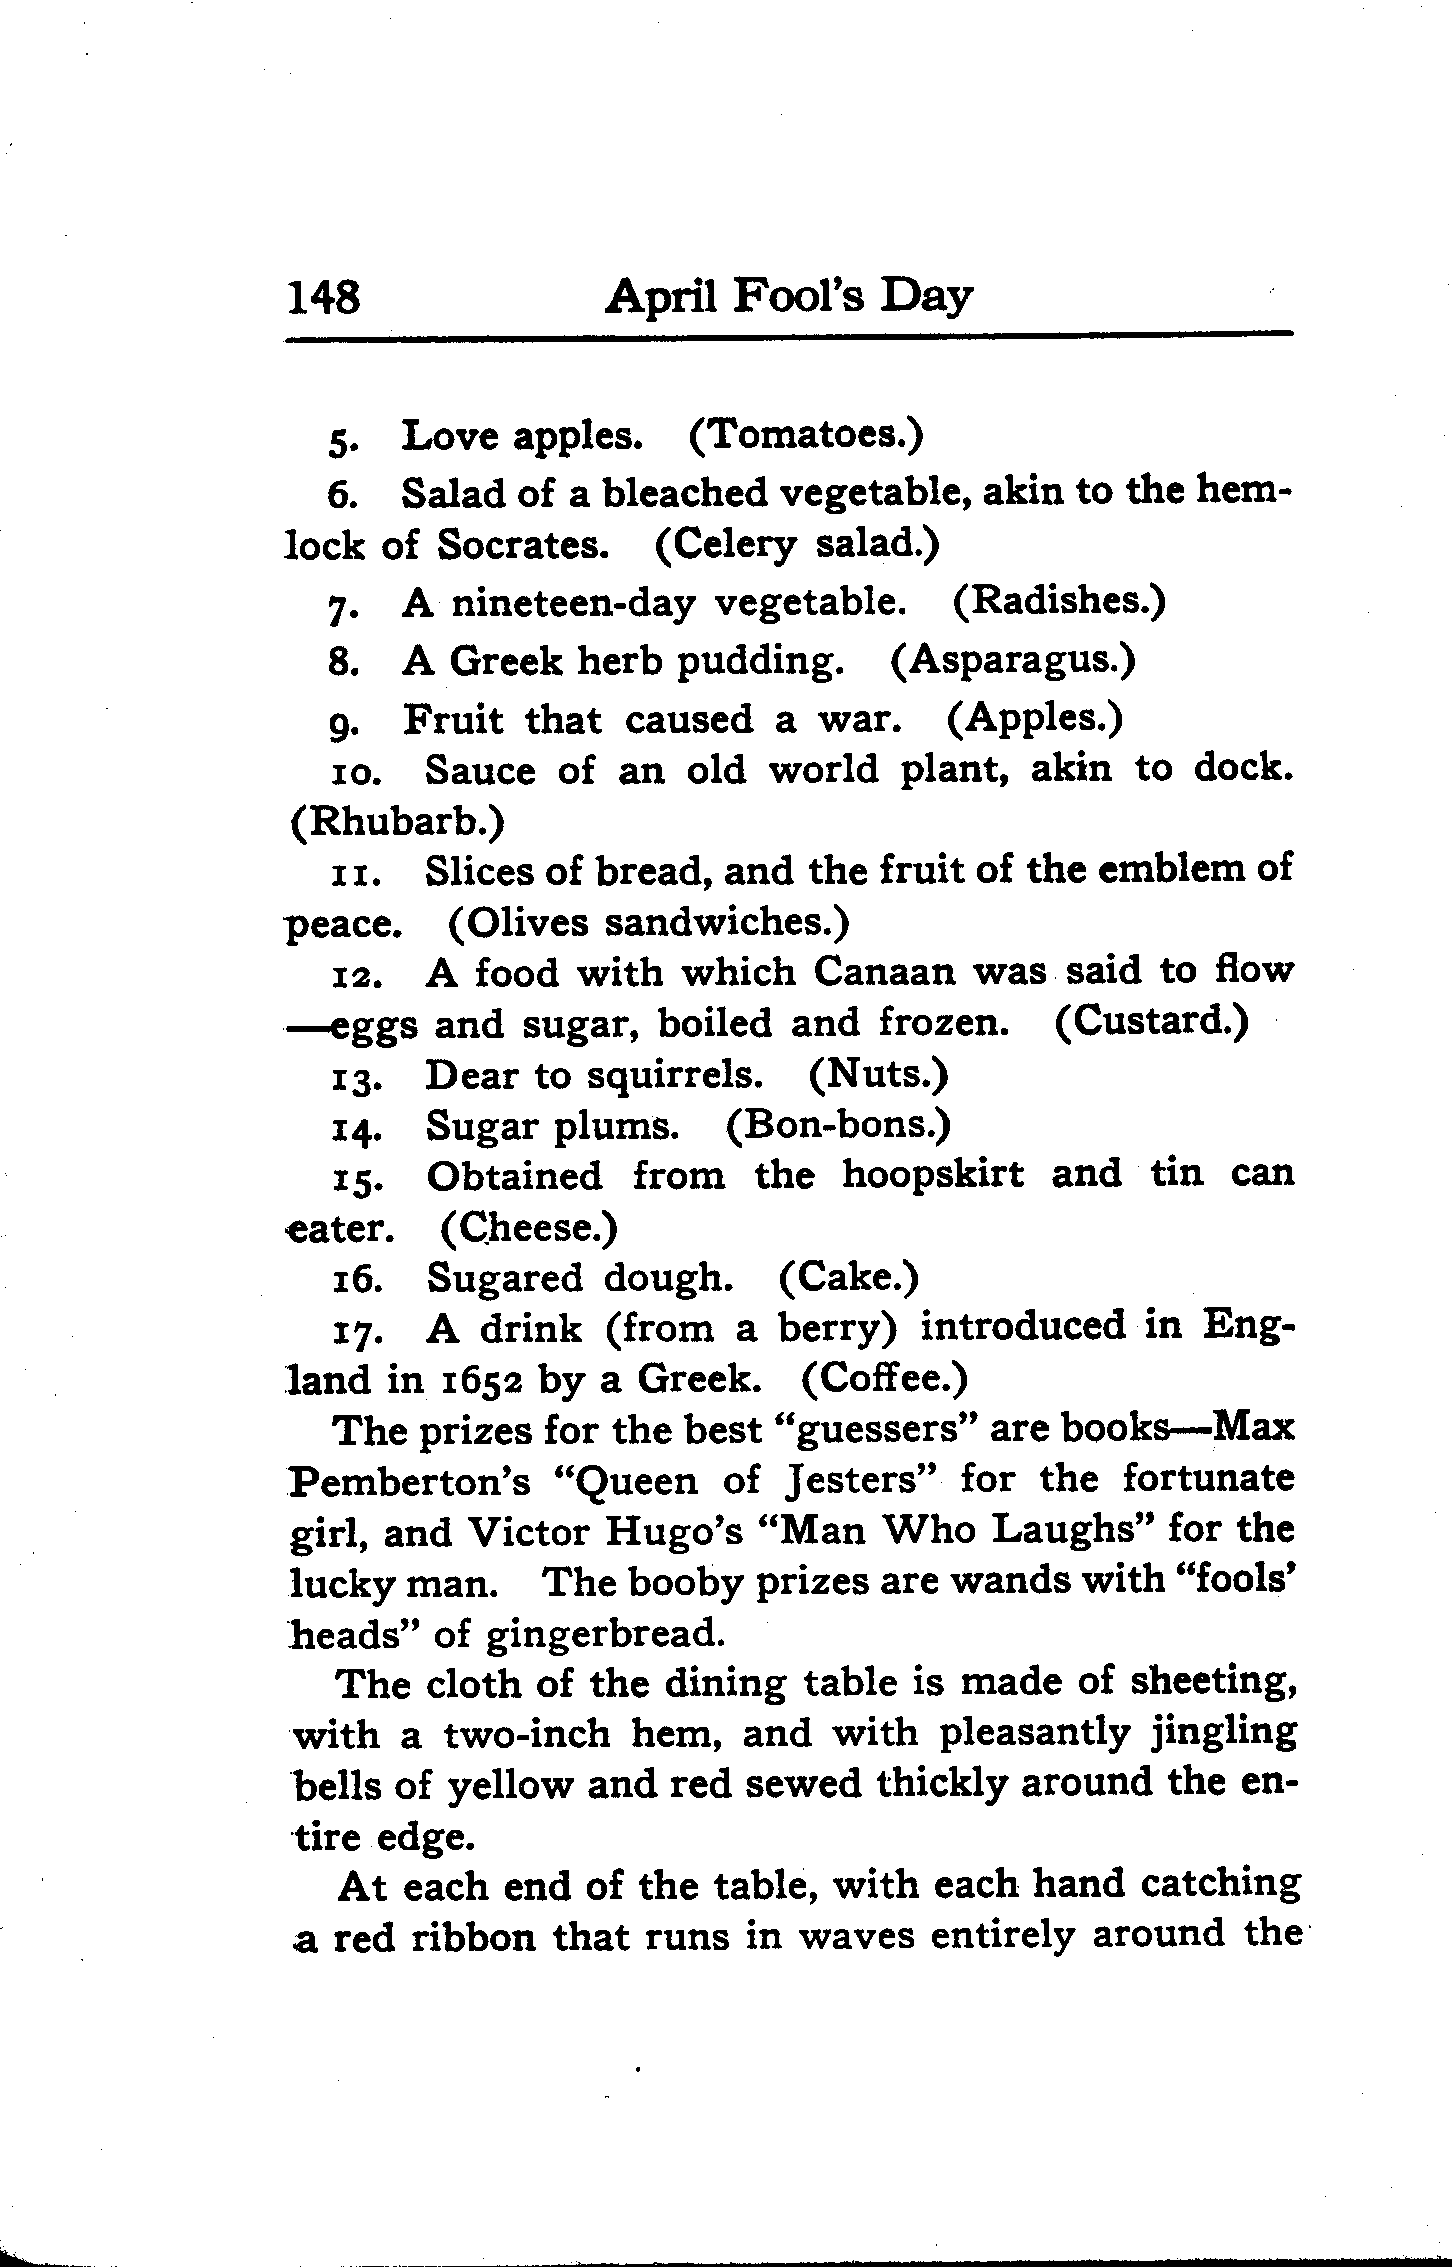 148 April Fool's Day
5. Love apples. (Tomatoes.)
6. Salad of a bleached vegetable, akin to the hem-
lock of Socrates. (Celery salad.)
7. A nineteen-day vegetable. (Radishes.)
8. A Greek herb pudding. (Asparagus.)
9. Fruit that caused a war. (Apples.)
10. Sauce of an old world plant, akin to dock.
(Rhubarb.)
11. Slices of bread, and the fruit of the emblem of
peace. (Olives sandwiches.)
12. A food with which Canaan was said to flow
—eggs and sugar, boiled and frozen. (Custard.)
13. Dear to squirrels. (Nuts.)
14. Sugar plums. (Bon-bons.)
15. Obtained from the hoopskirt and tin can
eater. (Cheese.)
16. Sugared dough. (Cake.)
17. A drink (from a berry) introduced in Eng-
land in 1652 by a Greek. (Coffee.)
The prizes for the best "guessers" are books—Max
Pemberton's "Queen of Jesters" for the fortunate
girl, and Victor Hugo's "Man Who Laughs" for the
lucky man. The booby prizes are wands with "fools'
heads" of gingerbread.
The cloth of the dining table is made of sheeting,
with a two-inch hem, and with pleasantly jingling
bells of yellow and red sewed thickly around the en-
tire edge.
At each end of the table, with each hand catching
a red ribbon that runs in waves entirely around the